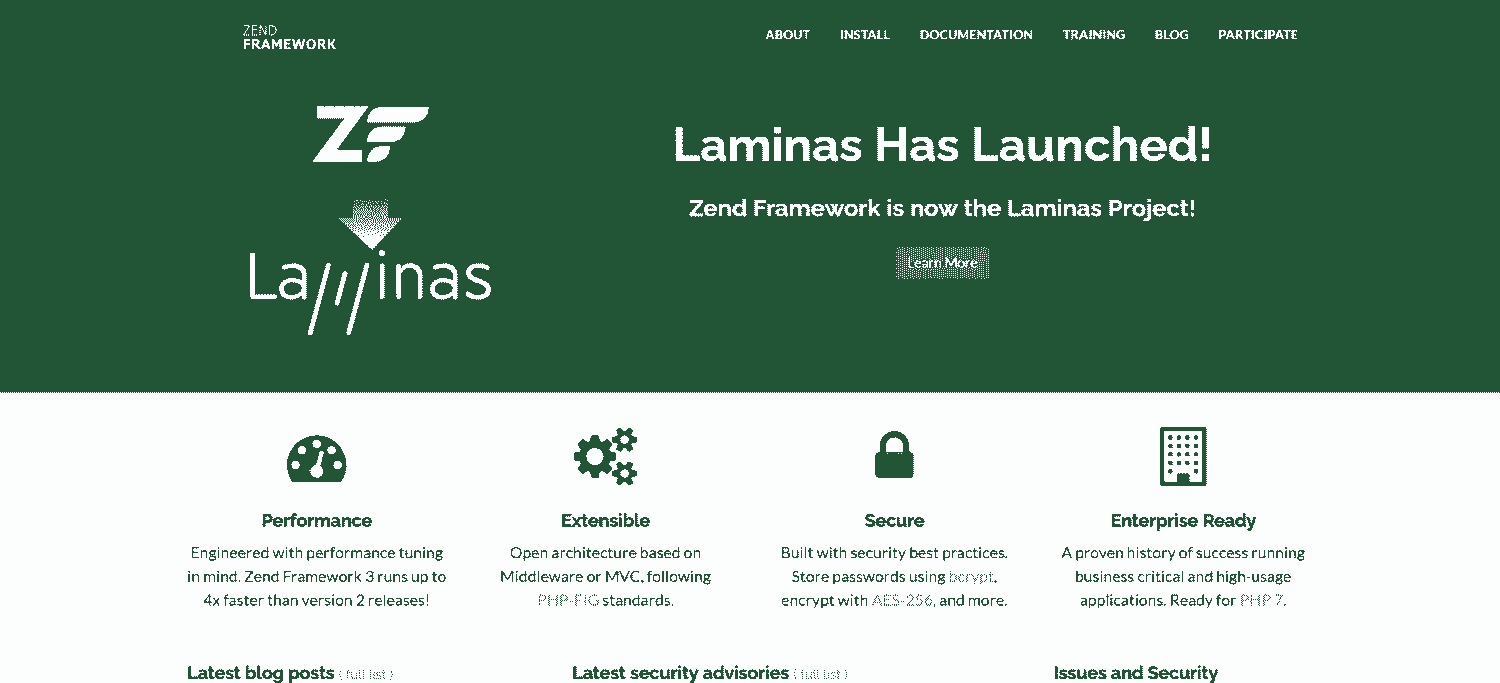 ZEND
FRAMEWORK
ABOUT INSTALL DOCUMENTATION TRAINING BLOG PARTICIPATE
ZF
Laminas
Laminas Has Launched!
Zend Framework is now the Laminas Project!
Learn More
Performance
Engineered with performance tuning
in mind. Zend Framework 3 runs up to
4x faster than version 2 releases!
Extensible
Open architecture based on
Middleware or MVC, following
PHP-FIG standards.
Secure
Built with security best practices.
Store passwords using bcrypt,
encrypt with AES-256, and more.
Enterprise Ready
A proven history of success running
business critical and high-usage
applications. Ready for PHP 7.
Latest blog posts ( full list )
Latest security advisories ( full list )
Issues and Security